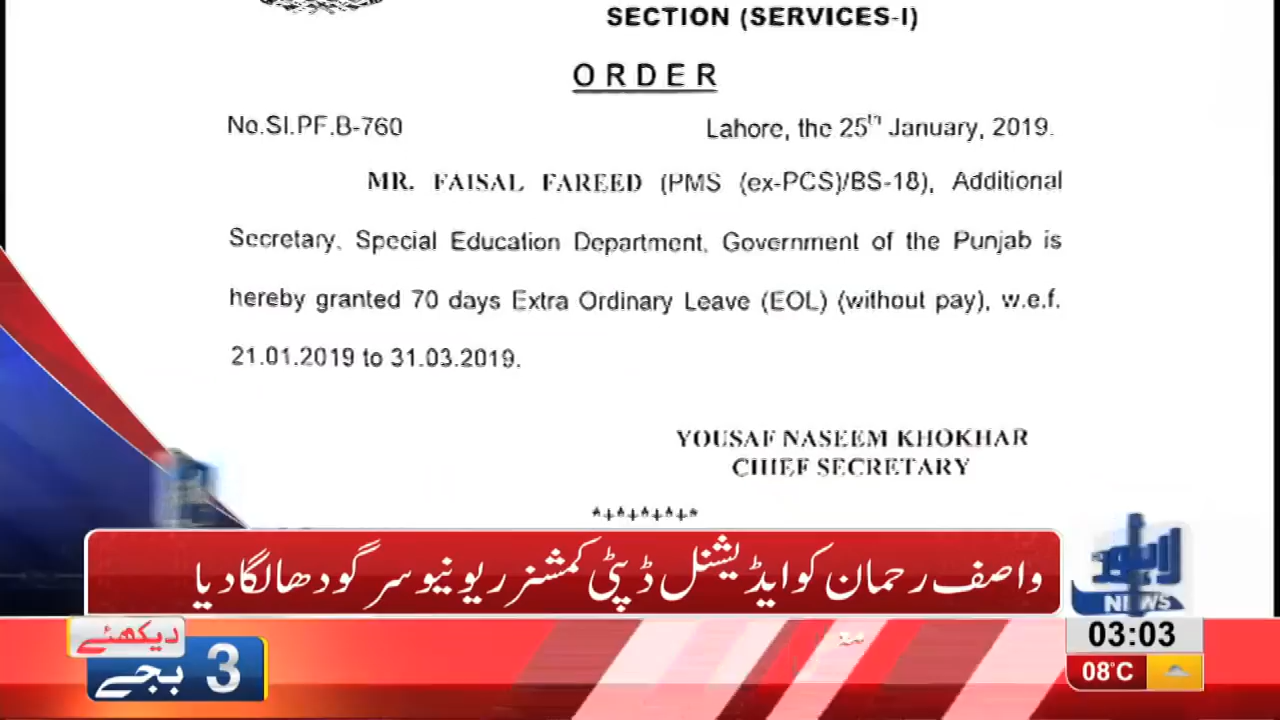 SECTION (SERVICES-I)
ORDER
No.SI.PF.B-760
Lahore, the 25th January, 2019.
MR. FAISAL FAREED (PMS (ex-PCS)/BS-18), Additional
Secretary, Special Education Department, Government of the Punjab is
hereby granted 70 days Extra Ordinary Leave (EOL) (without pay), w.e.f.
21.01.2019 to 31.03.2019.
YOUSAF NASEEM KHOKHAR
CHIEF SECRETARY
*+*+*+*+*
واصف رحمان کو ایڈیشنل ڈپٹی کمشنر ریونیو سرگودھا لگا دیا
لاہور
NEWS
03:03
08°C
دیکھئے
3 بجے